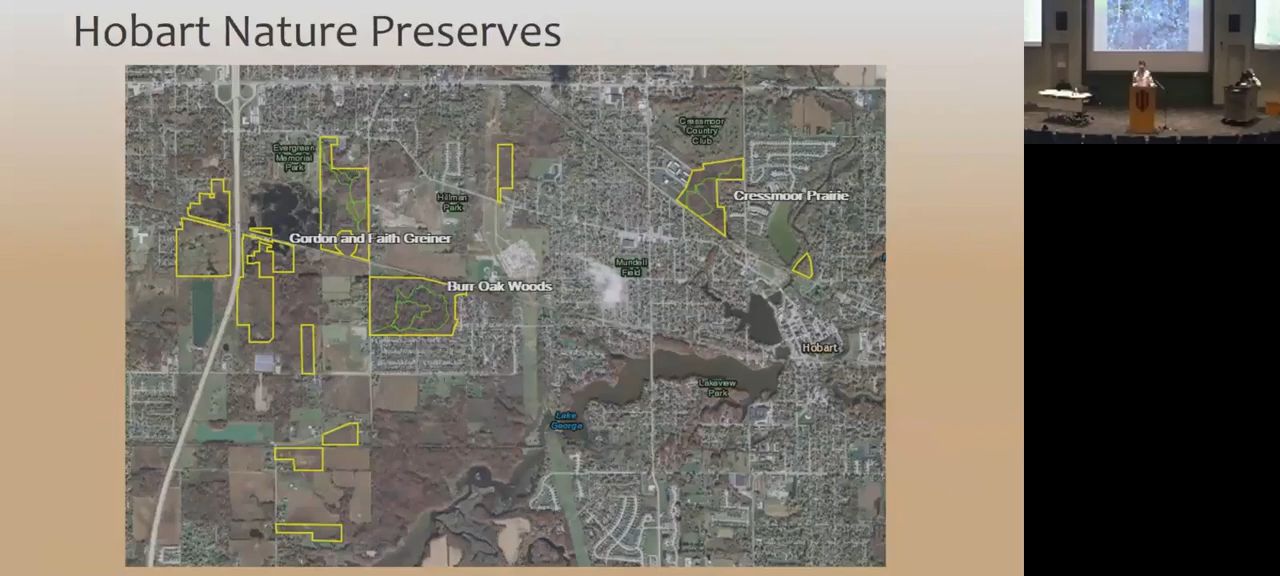 Hobart Nature Preserves
Cressmoor
Country
Club
Evergreen
Memorial
Park
Hillman
Park
Cressmoor Prairie
Gordon and Faith Greiner
Mundell
Field
Burr Oak Woods
Hobart
Lakeview
Park
Lake
George